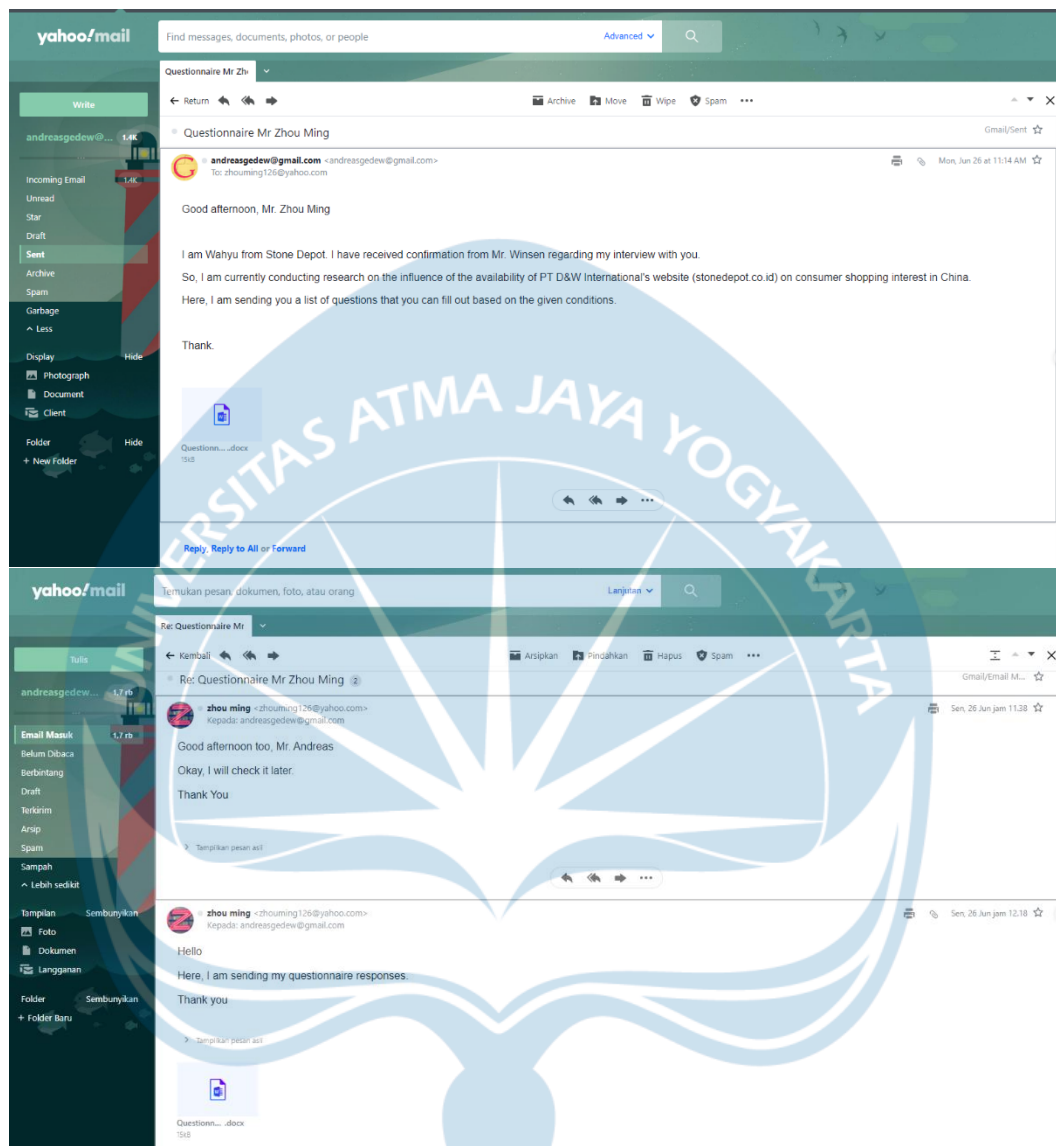 yahoo!mail
Find messages, documents, photos, or people
Advanced
Questionnaire Mr Zh
Write
Return
Archive Move Wipe Spam
andreasgedew@... 1.4K
Questionnaire Mr Zhou Ming
Gmail/Sent
andreasgedew@gmail.com <andreasgedew@gmail.com>
To: zhouming126@yahoo.com
Mon, Jun 26 at 11:14 AM
Incoming Email 1.4K
Unread
Star
Draft
Sent
Archive
Spam
Garbage
Less
Display Hide
Photograph
Document
Client
Folder Hide
+ New Folder
Good afternoon, Mr. Zhou Ming
I am Wahyu from Stone Depot. I have received confirmation from Mr. Winsen regarding my interview with you.
So, I am currently conducting research on the influence of the availability of PT D&W International's website (stonedepot.co.id) on consumer shopping interest in China.
Here, I am sending you a list of questions that you can fill out based on the given conditions.
Thank.
Questionn... .docx
15kB
Reply, Reply to All or Forward
UNIVERSITAS ATMA JAYA YOGYAKARTA
yahoo!mail
Temukan pesan, dokumen, foto, atau orang
Lanjutan
Re: Questionnaire Mr
Tulis
Kembali
Arsipkan Pindahkan Hapus Spam
andreasgedew... 1,7 rb
Re: Questionnaire Mr Zhou Ming 2
Gmail/Email M...
Email Masuk 1,7 rb
Belum Dibaca
Berbintang
Draft
Terkirim
Arsip
Spam
Sampah
Lebih sedikit
Tampilan Sembunyikan
Foto
Dokumen
Langganan
Folder Sembunyikan
+ Folder Baru
zhou ming <zhouming126@yahoo.com>
Kepada: andreasgedew@gmail.com
Sen, 26 Jun jam 11.38
Good afternoon too, Mr. Andreas
Okay, I will check it later.
Thank You
Tampilkan pesan asli
zhou ming <zhouming126@yahoo.com>
Kepada: andreasgedew@gmail.com
Sen, 26 Jun jam 12.18
Hello
Here, I am sending my questionnaire responses.
Thank you
Tampilkan pesan asli
Questionn... .docx
15kB